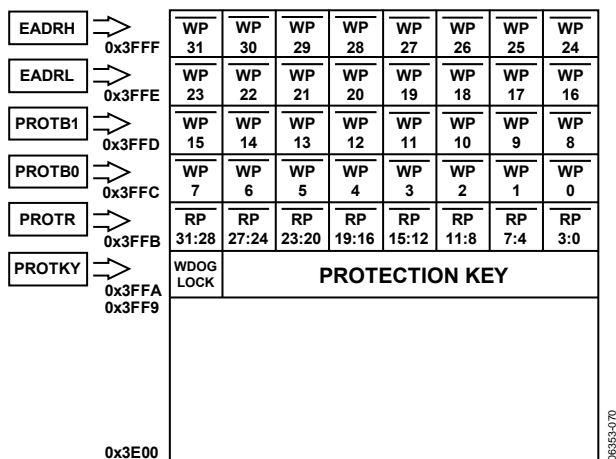 EADRH
0x3FFF
WP 31 WP 30 WP 29 WP 28 WP 27 WP 26 WP 25 WP 24
EADRL
0x3FFE
WP 23 WP 22 WP 21 WP 20 WP 19 WP 18 WP 17 WP 16
PROTB1
0x3FFD
WP 15 WP 14 WP 13 WP 12 WP 11 WP 10 WP 9 WP 8
PROTB0
0x3FFC
WP 7 WP 6 WP 5 WP 4 WP 3 WP 2 WP 1 WP 0
PROTR
0x3FFB
RP 31:28 RP 27:24 RP 23:20 RP 19:16 RP 15:12 RP 11:8 RP 7:4 RP 3:0
PROTKY
0x3FFA
WDOG LOCK
PROTECTION KEY
0x3FF9
0x3E00
06353-070